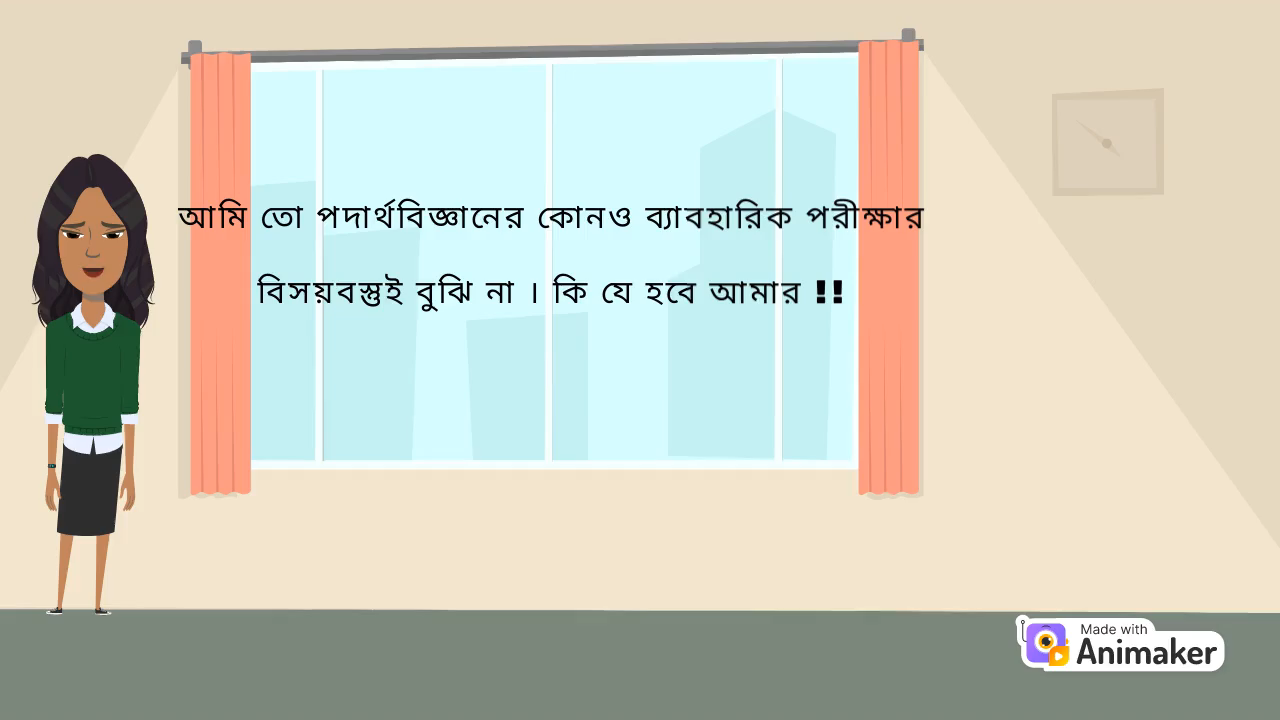 আমি তো পদার্থবিজ্ঞানের কোনও ব্যাবহারিক পরীক্ষার
বিসয়বস্তুই বুঝি না । কি যে হবে আমার !!
Made with
Animaker